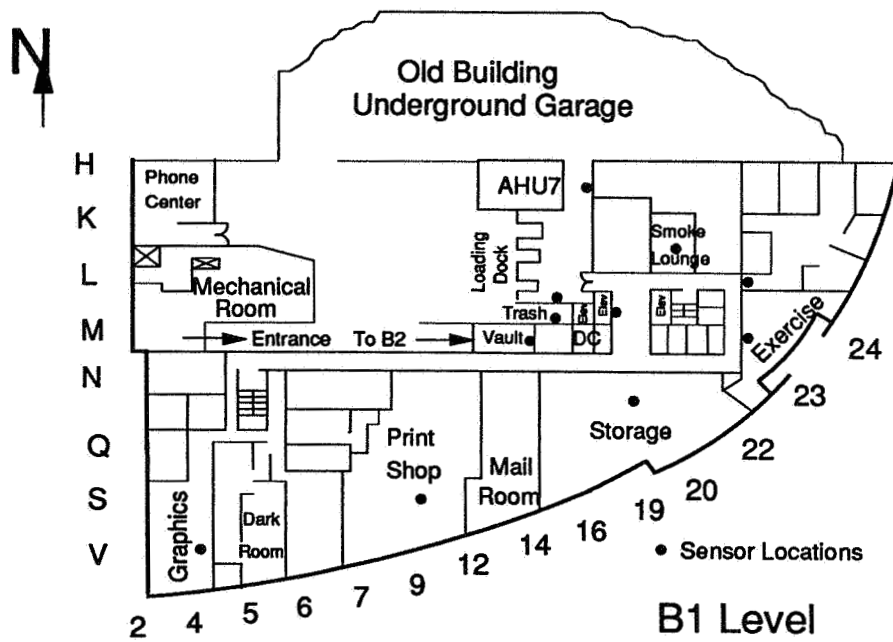 N
Old Building
Underground Garage
H
Phone
Center
AHU7
K
Smoke
Lounge
L
Loading
Dock
Mechanical
Room
Trash
Elev
Elev
Elev
Exercise
M
Entrance
To B2
Vault
DC
24
N
23
Storage
22
Q
Print
Shop
Mail
Room
20
S
19
Graphics
Dark
Room
16
14
V
12
Sensor Locations
9
7
6
5
4
2
B1 Level